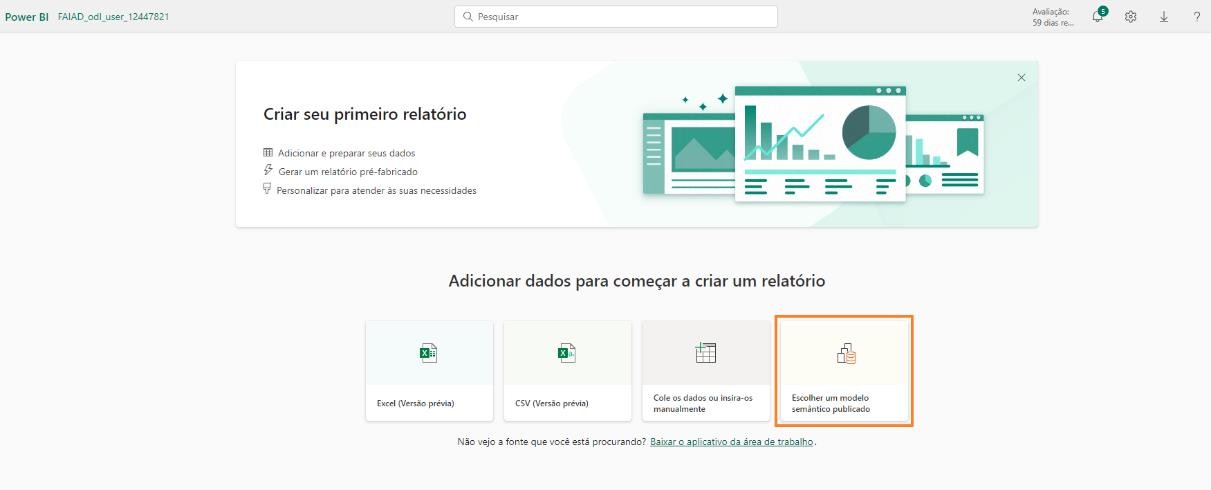 Power BI FAIAD_odl_user_12447821
Pesquisar
Avaliação:
59 dias re...
5
?
Criar seu primeiro relatório
Adicionar e preparar seus dados
Gerar um relatório pré-fabricado
Personalizar para atender às suas necessidades
Adicionar dados para começar a criar um relatório
Excel (Versão prévia)
CSV (Versão prévia)
Cole os dados ou insira-os
manualmente
Escolher um modelo
semântico publicado
Não vejo a fonte que você está procurando? Baixar o aplicativo da área de trabalho.